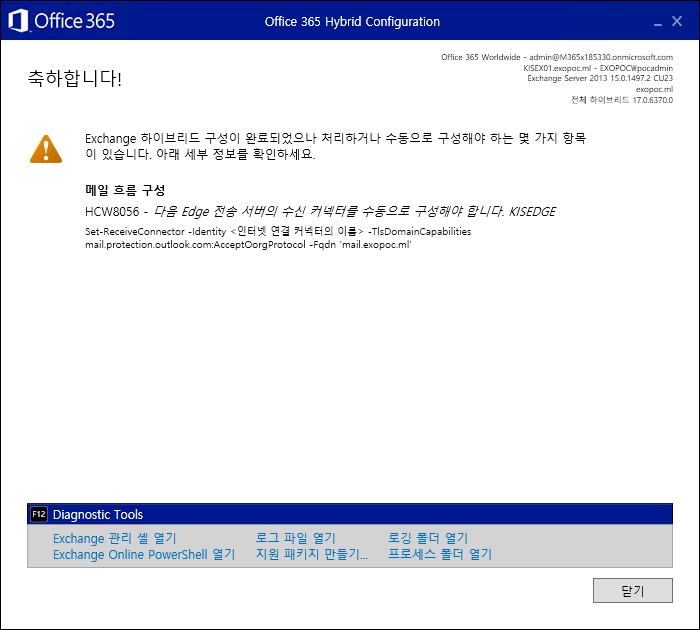 Office 365
Office 365 Hybrid Configuration
Office 365 Worldwide - admin@M365x185330.onmicrosoft.com
KISEX01.exopoc.ml - EXOPOC₩pocadmin
Exchange Server 2013 15.0.1497.2 CU23
exopoc.ml
전체 하이브리드 17.0.6370.0
축하합니다!
Exchange 하이브리드 구성이 완료되었으나 처리하거나 수동으로 구성해야 하는 몇 가지 항목
이 있습니다. 아래 세부 정보를 확인하세요.
메일 흐름 구성
HCW8056 - 다음 Edge 전송 서버의 수신 커넥터를 수동으로 구성해야 합니다. KISEDGE
Set-ReceiveConnector -Identity <인터넷 연결 커넥터의 이름> -TlsDomainCapabilities
mail.protection.outlook.com:AcceptOorgProtocol -Fqdn 'mail.exopoc.ml'
F12 Diagnostic Tools
Exchange 관리 셸 열기 로그 파일 열기 로깅 폴더 열기
Exchange Online PowerShell 열기 지원 패키지 만들기... 프로세스 폴더 열기
닫기